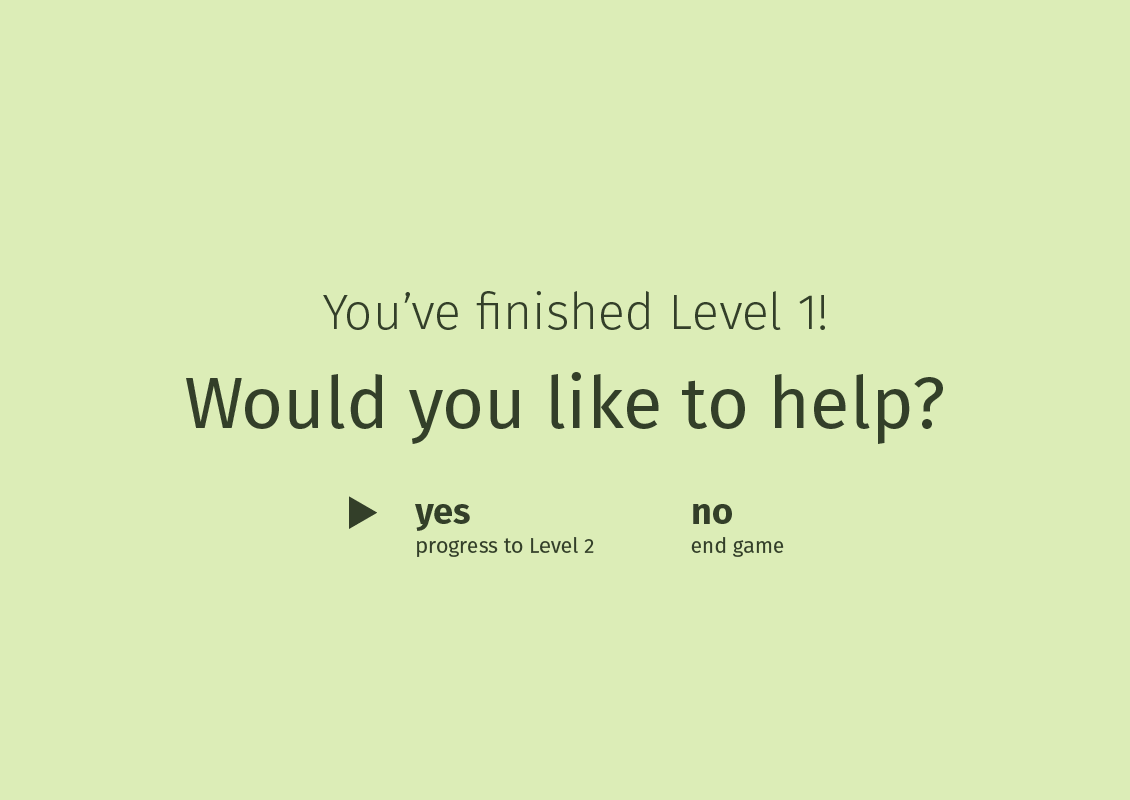 You’ve finished Level 1!
Would you like to help?
yes no
progress to Level 2 end game